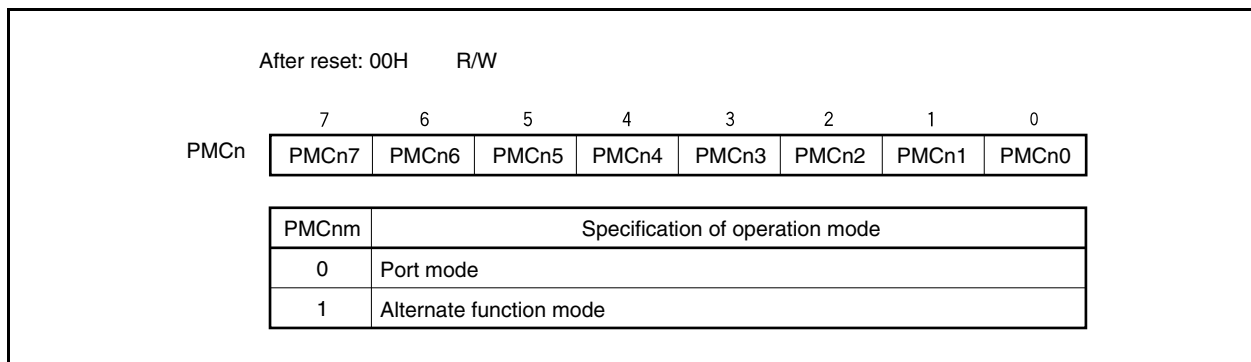 After reset: 00H R/W
7 6 5 4 3 2 1 0
PMCn PMCn7 PMCn6 PMCn5 PMCn4 PMCn3 PMCn2 PMCn1 PMCn0
PMCnm Specification of operation mode
0 Port mode
1 Alternate function mode